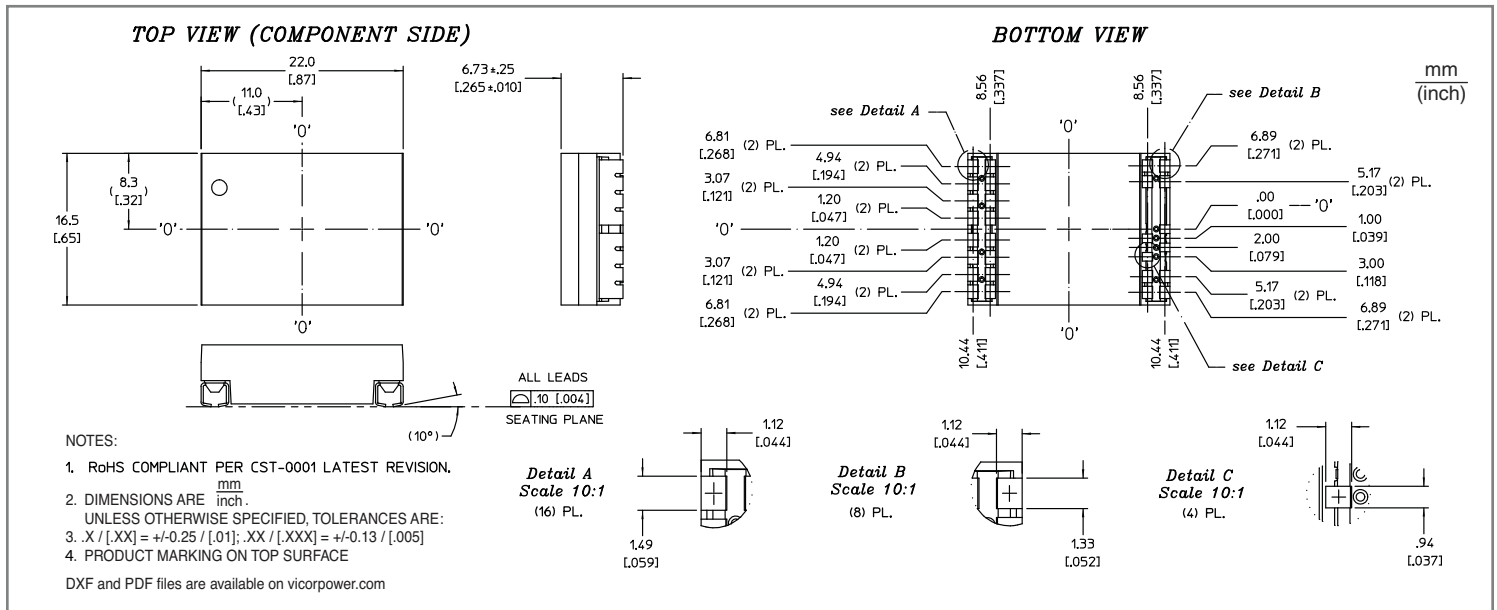 TOP VIEW (COMPONENT SIDE)
22.0
[.87]
11.0
( )
[.43]
'0'
8.3
( )
[.32]
16.5
[.65]
'0'
'0'
'0'
6.73±.25
[.265±.010]
ALL LEADS
.10 [.004]
SEATING PLANE
(10°)
BOTTOM VIEW
mm
(inch)
8.56
[.337]
8.56
[.337]
see Detail A
see Detail B
'0'
6.81
[.268] (2) PL.
4.94
[.194] (2) PL.
3.07
[.121] (2) PL.
1.20
[.047] (2) PL.
'0'
1.20
[.047] (2) PL.
3.07
[.121] (2) PL.
4.94
[.194] (2) PL.
6.81
[.268] (2) PL.
6.89
[.271] (2) PL.
5.17
[.203] (2) PL.
.00
[.000] '0'
1.00
[.039]
2.00
[.079]
3.00
[.118]
5.17
[.203] (2) PL.
6.89
[.271] (2) PL.
10.44
[.411]
'0'
10.44
[.411]
see Detail C
NOTES:
1. RoHS COMPLIANT PER CST-0001 LATEST REVISION.
mm
2. DIMENSIONS ARE inch .
UNLESS OTHERWISE SPECIFIED, TOLERANCES ARE:
3. .X / [.XX] = +/-0.25 / [.01]; .XX / [.XXX] = +/-0.13 / [.005]
4. PRODUCT MARKING ON TOP SURFACE
DXF and PDF files are available on vicorpower.com
Detail A
Scale 10:1
(16) PL.
1.12
[.044]
1.49
[.059]
Detail B
Scale 10:1
(8) PL.
1.12
[.044]
1.33
[.052]
Detail C
Scale 10:1
(4) PL.
1.12
[.044]
.94
[.037]